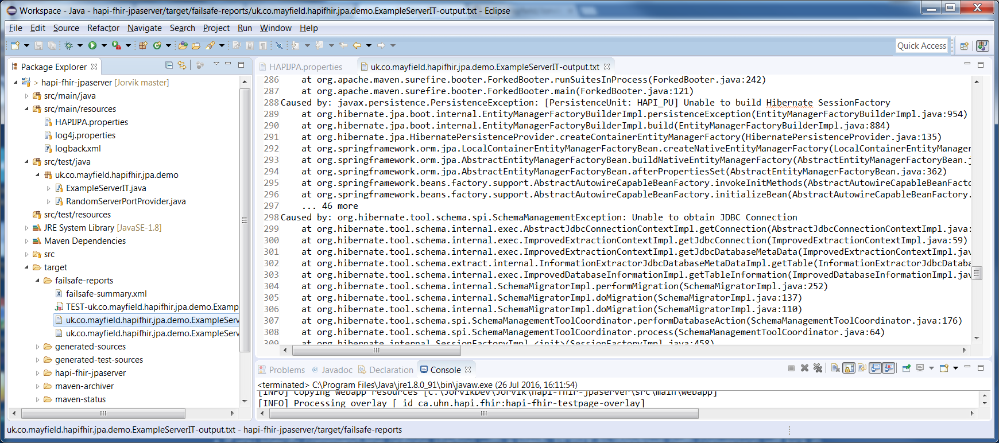 Workspace - Java - hapi-fhir-jpaserver/target/failsafe-reports/uk.co.mayfield.hapifhir.jpa.demo.ExampleServerIT-output.txt - Eclipse
File Edit Source Refactor Navigate Search Project Run Window Help
Quick Access
Package Explorer
> hapi-fhir-jpaserver [Jorvik master]
src/main/java
src/main/resources
HAPIJPA.properties
log4j.properties
logback.xml
src/test/java
uk.co.mayfield.hapifhir.jpa.demo
ExampleServerIT.java
RandomServerPortProvider.java
src/test/resources
JRE System Library [JavaSE-1.8]
Maven Dependencies
src
target
failsafe-reports
failsafe-summary.xml
TEST-uk.co.mayfield.hapifhir.jpa.demo.Examp
uk.co.mayfield.hapifhir.jpa.demo.ExampleServ
uk.co.mayfield.hapifhir.jpa.demo.ExampleServ
generated-sources
generated-test-sources
hapi-fhir-jpaserver
maven-archiver
maven-status
HAPIJPA.properties uk.co.mayfield.hapifhir.jpa.demo.ExampleServerIT-output.txt
286 at org.apache.maven.surefire.booter.ForkedBooter.runSuitesInProcess(ForkedBooter.java:242)
287 at org.apache.maven.surefire.booter.ForkedBooter.main(ForkedBooter.java:121)
288 Caused by: javax.persistence.PersistenceException: [PersistenceUnit: HAPI_PU] Unable to build Hibernate SessionFactory
289 at org.hibernate.jpa.boot.internal.EntityManagerFactoryBuilderImpl.persistenceException(EntityManagerFactoryBuilderImpl.java:954)
290 at org.hibernate.jpa.boot.internal.EntityManagerFactoryBuilderImpl.build(EntityManagerFactoryBuilderImpl.java:884)
291 at org.hibernate.jpa.HibernatePersistenceProvider.createContainerEntityManagerFactory(HibernatePersistenceProvider.java:135)
292 at org.springframework.orm.jpa.LocalContainerEntityManagerFactoryBean.createNativeEntityManagerFactory(LocalContainerEntityManager
293 at org.springframework.orm.jpa.AbstractEntityManagerFactoryBean.buildNativeEntityManagerFactory(AbstractEntityManagerFactoryBean.j
294 at org.springframework.orm.jpa.AbstractEntityManagerFactoryBean.afterPropertiesSet(AbstractEntityManagerFactoryBean.java:362)
295 at org.springframework.beans.factory.support.AbstractAutowireCapableBeanFactory.invokeInitMethods(AbstractAutowireCapableBeanFacto
296 at org.springframework.beans.factory.support.AbstractAutowireCapableBeanFactory.initializeBean(AbstractAutowireCapableBeanFactory.
297 ... 46 more
298 Caused by: org.hibernate.tool.schema.spi.SchemaManagementException: Unable to obtain JDBC Connection
299 at org.hibernate.tool.schema.internal.exec.AbstractJdbcConnectionContextImpl.getConnection(AbstractJdbcConnectionContextImpl.java:
300 at org.hibernate.tool.schema.internal.exec.ImprovedExtractionContextImpl.getJdbcConnection(ImprovedExtractionContextImpl.java:59)
301 at org.hibernate.tool.schema.internal.exec.ImprovedExtractionContextImpl.getJdbcDatabaseMetaData(ImprovedExtractionContextImpl.jav
302 at org.hibernate.tool.schema.extract.internal.InformationExtractorJdbcDatabaseMetaDataImpl.getTable(InformationExtractorJdbcDataba
303 at org.hibernate.tool.schema.internal.exec.ImprovedDatabaseInformationImpl.getTableInformation(ImprovedDatabaseInformationImpl.jav
304 at org.hibernate.tool.schema.internal.SchemaMigratorImpl.performMigration(SchemaMigratorImpl.java:252)
305 at org.hibernate.tool.schema.internal.SchemaMigratorImpl.doMigration(SchemaMigratorImpl.java:137)
306 at org.hibernate.tool.schema.internal.SchemaMigratorImpl.doMigration(SchemaMigratorImpl.java:110)
307 at org.hibernate.tool.schema.spi.SchemaManagementToolCoordinator.performDatabaseAction(SchemaManagementToolCoordinator.java:176)
308 at org.hibernate.tool.schema.spi.SchemaManagementToolCoordinator.process(SchemaManagementToolCoordinator.java:64)
309 at org.hibernate.internal.SessionFactoryImpl.<init>(SessionFactoryImpl.java:458)
Problems @ Javadoc Declaration Console
<terminated> C:\Program Files\Java\jre1.8.0_91\bin\javaw.exe (26 Jul 2016, 16:11:54)
[INFO] Copying webapp resources [C:\JorvikDev\Jorvik\hapi-fhir-jpaserver\src\main\webapp]
[INFO] Processing overlay [ id ca.uhn.hapi.fhir:hapi-fhir-testpage-overlay]
uk.co.mayfield.hapifhir.jpa.demo.ExampleServerIT-output.txt - hapi-fhir-jpaserver/target/failsafe-reports